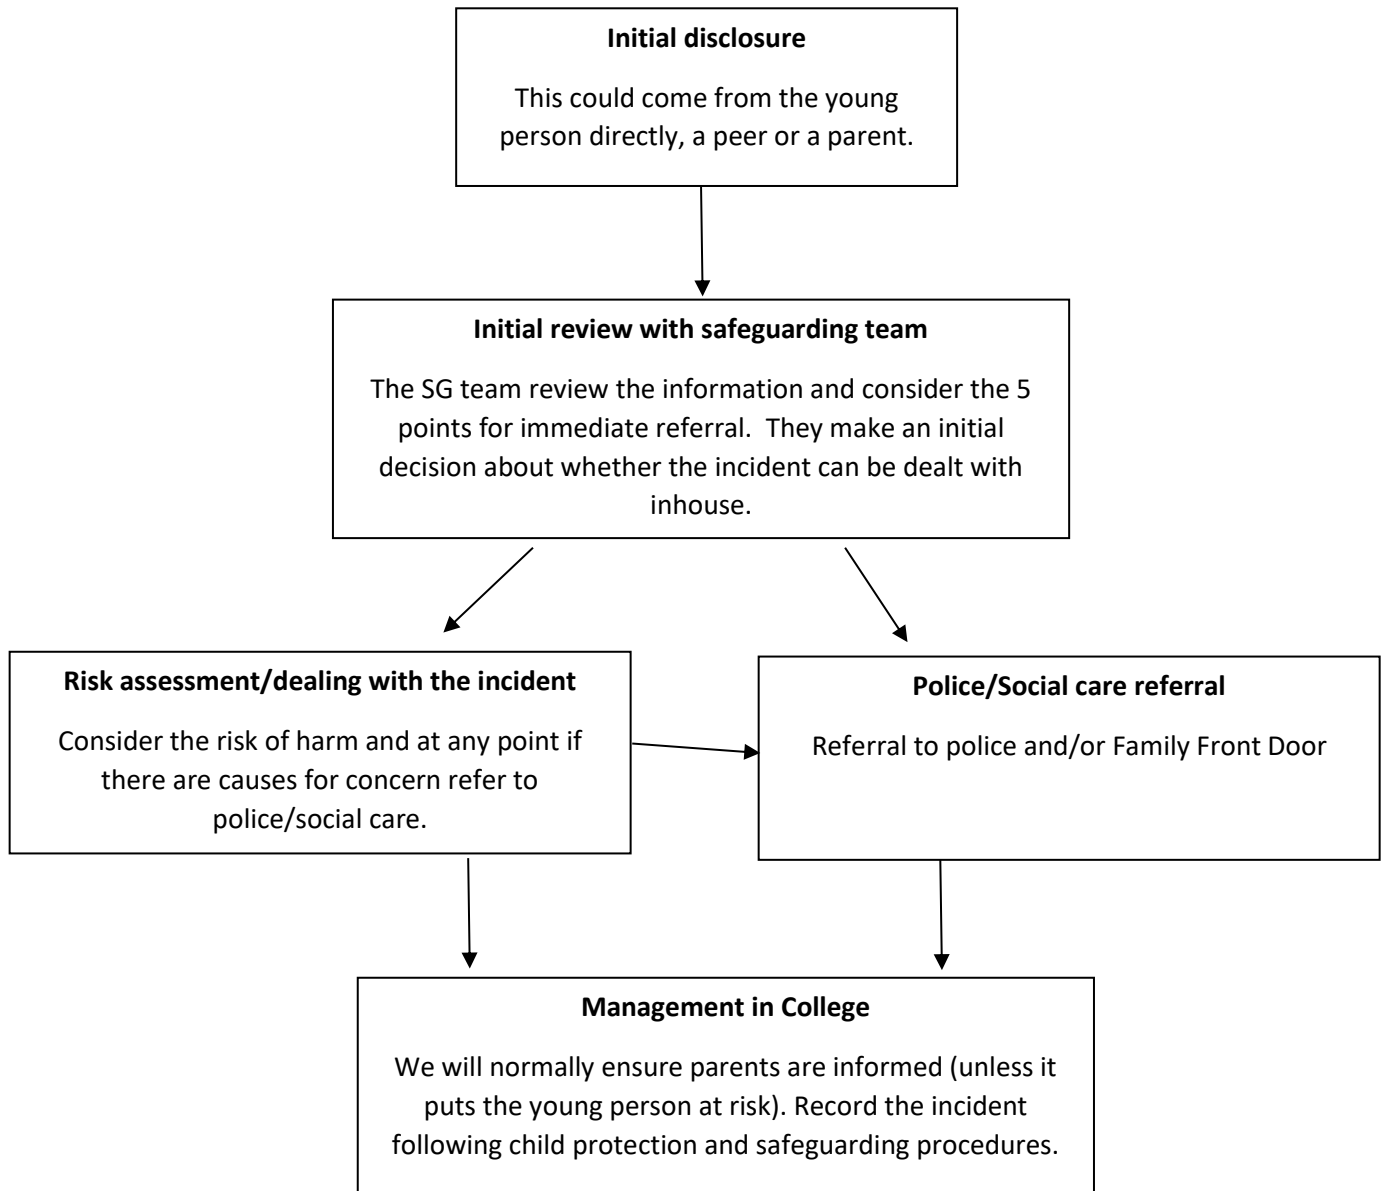 Initial disclosure
This could come from the young
person directly, a peer or a parent.
Initial review with safeguarding team
The SG team review the information and consider the 5
points for immediate referral.  They make an initial
decision about whether the incident can be dealt with
inhouse.
Risk assessment/dealing with the incident
Consider the risk of harm and at any point if
there are causes for concern refer to
police/social care.
Police/Social care referral
Referral to police and/or Family Front Door
Management in College
We will normally ensure parents are informed (unless it
puts the young person at risk). Record the incident
following child protection and safeguarding procedures.